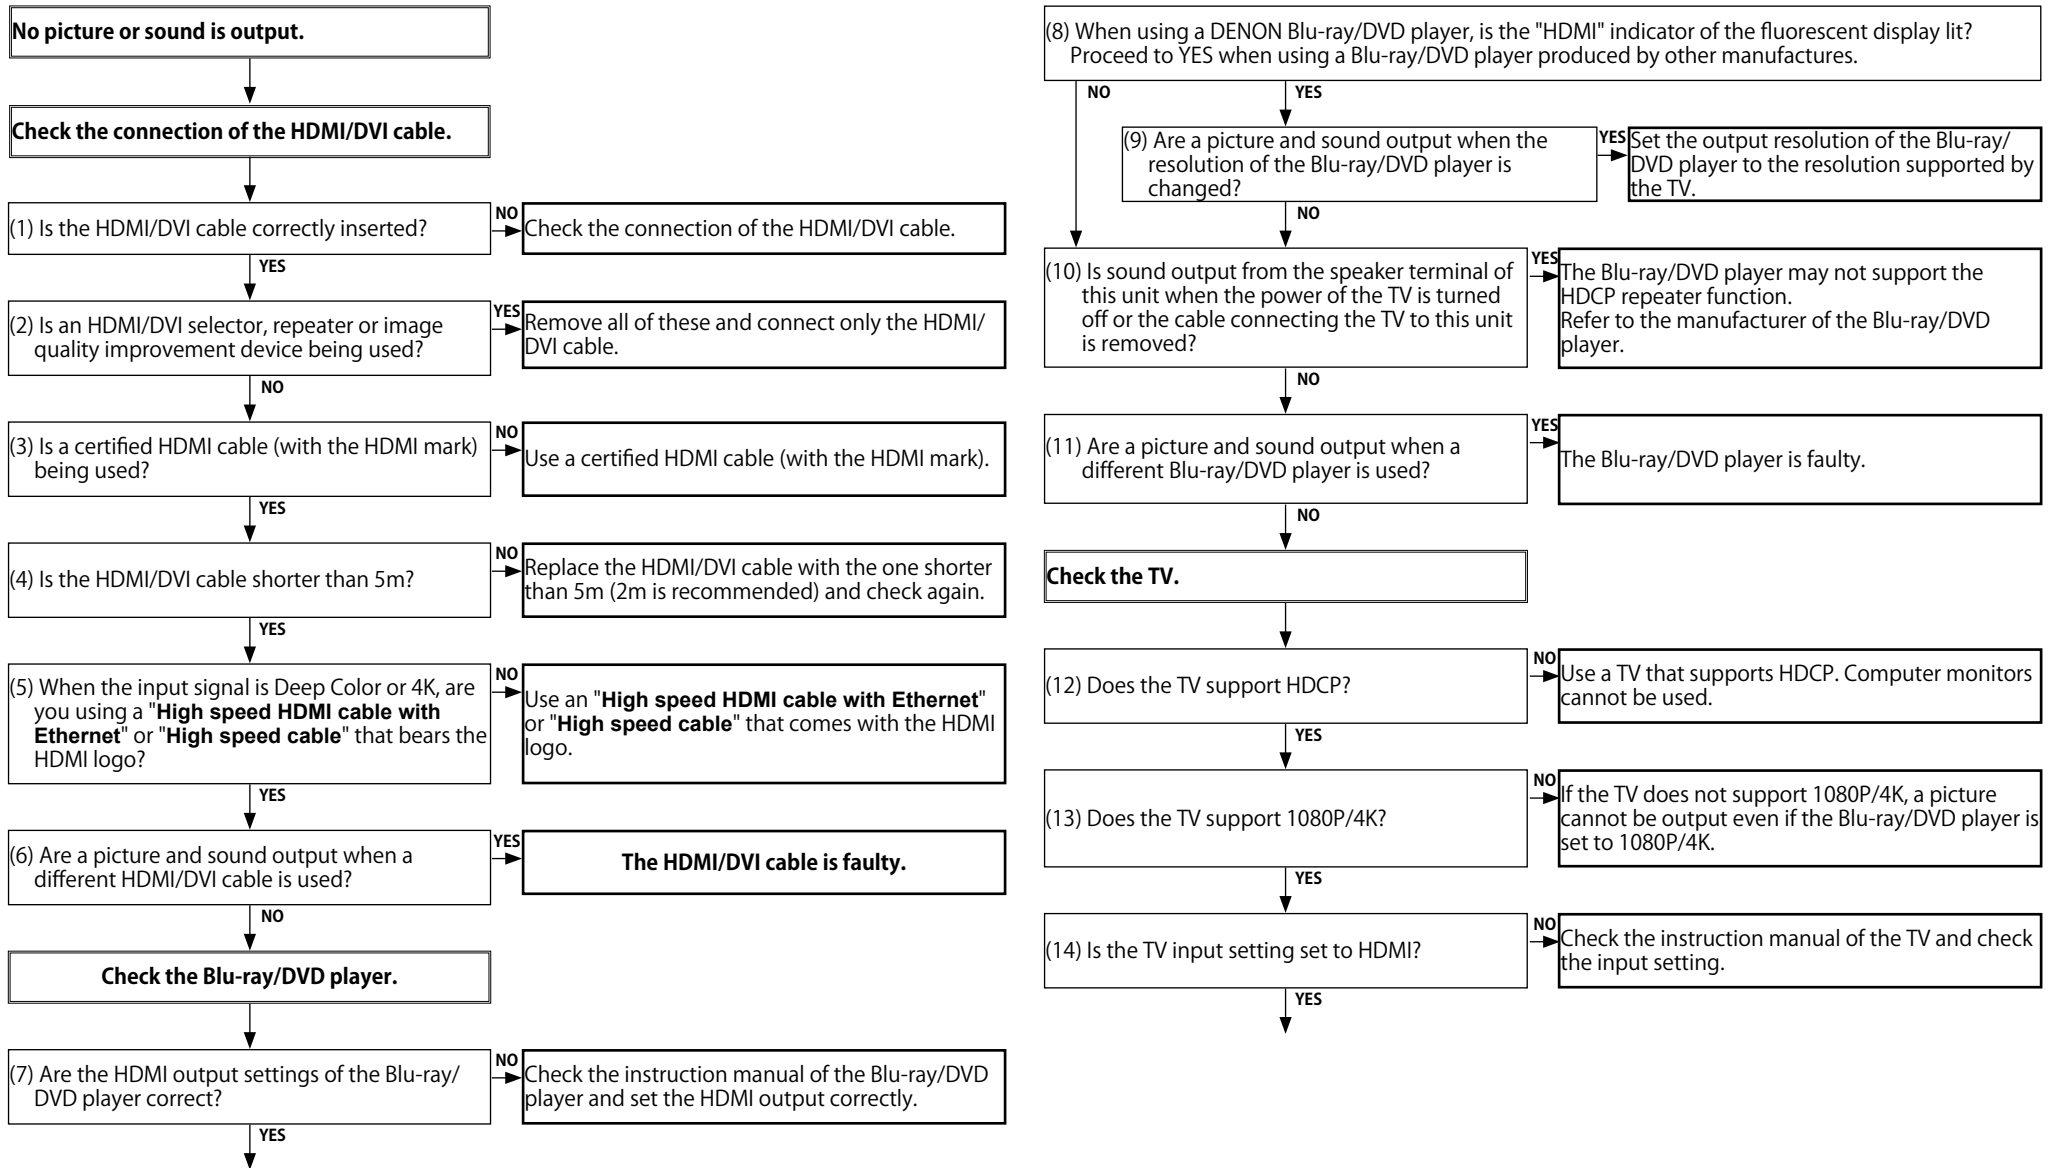 No picture or sound is output.
Check the connection of the HDMI/DVI cable.
(1) Is the HDMI/DVI cable correctly inserted?
NO
Check the connection of the HDMI/DVI cable.
YES
(2) Is an HDMI/DVI selector, repeater or image
quality improvement device being used?
YES
Remove all of these and connect only the HDMI/
DVI cable.
NO
(3) Is a certified HDMI cable (with the HDMI mark)
being used?
NO
Use a certified HDMI cable (with the HDMI mark).
YES
(4) Is the HDMI/DVI cable shorter than 5m?
NO
Replace the HDMI/DVI cable with the one shorter
than 5m (2m is recommended) and check again.
YES
(5) When the input signal is Deep Color or 4K, are
you using a "High speed HDMI cable with
Ethernet" or "High speed cable" that bears the
HDMI logo?
NO
Use an "High speed HDMI cable with Ethernet"
or "High speed cable" that comes with the HDMI
logo.
YES
(6) Are a picture and sound output when a
different HDMI/DVI cable is used?
YES
The HDMI/DVI cable is faulty.
NO
Check the Blu-ray/DVD player.
(7) Are the HDMI output settings of the Blu-ray/
DVD player correct?
NO
Check the instruction manual of the Blu-ray/DVD
player and set the HDMI output correctly.
YES
(8) When using a DENON Blu-ray/DVD player, is the "HDMI" indicator of the fluorescent display lit?
Proceed to YES when using a Blu-ray/DVD player produced by other manufactures.
NO
YES
(9) Are a picture and sound output when the
resolution of the Blu-ray/DVD player is
changed?
YES
Set the output resolution of the Blu-ray/
DVD player to the resolution supported by
the TV.
NO
(10) Is sound output from the speaker terminal of
this unit when the power of the TV is turned
off or the cable connecting the TV to this unit
is removed?
YES
The Blu-ray/DVD player may not support the
HDCP repeater function.
Refer to the manufacturer of the Blu-ray/DVD
player.
NO
(11) Are a picture and sound output when a
different Blu-ray/DVD player is used?
YES
The Blu-ray/DVD player is faulty.
NO
Check the TV.
(12) Does the TV support HDCP?
NO
Use a TV that supports HDCP. Computer monitors
cannot be used.
YES
(13) Does the TV support 1080P/4K?
NO
If the TV does not support 1080P/4K, a picture
cannot be output even if the Blu-ray/DVD player is
set to 1080P/4K.
YES
(14) Is the TV input setting set to HDMI?
NO
Check the instruction manual of the TV and check
the input setting.
YES